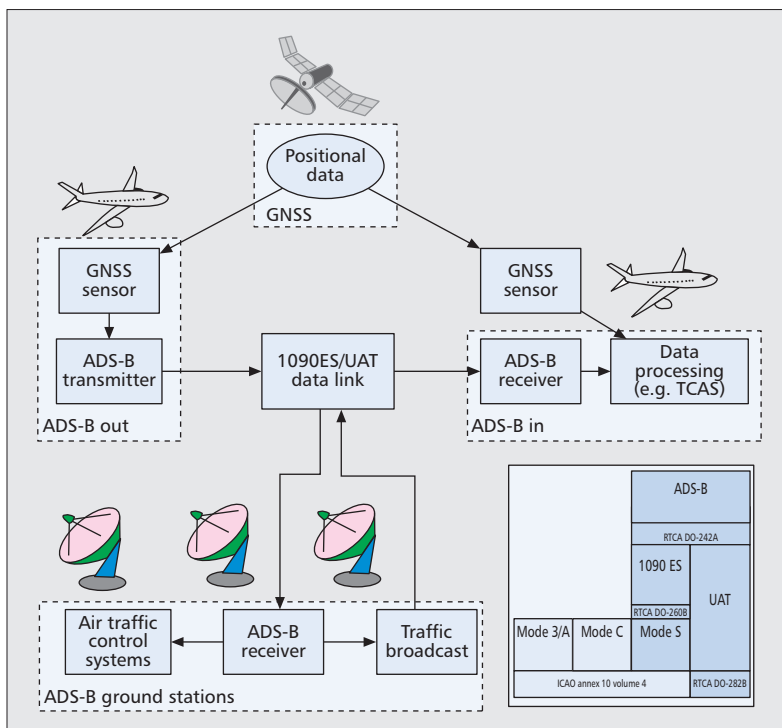 Positional
data
GNSS
GNSS
sensor
GNSS
sensor
ADS-B
transmitter
1090ES/UAT
data link
ADS-B
receiver
Data
processing
(e.g. TCAS)
ADS-B out
ADS-B in
ADS-B
RTCA DO-242A
1090 ES
UAT
RTCA DO-260B
Mode 3/A
Mode C
Mode S
ICAO annex 10 volume 4
RTCA DO-282B
Air traffic
control
systems
ADS-B
receiver
Traffic
broadcast
ADS-B ground stations